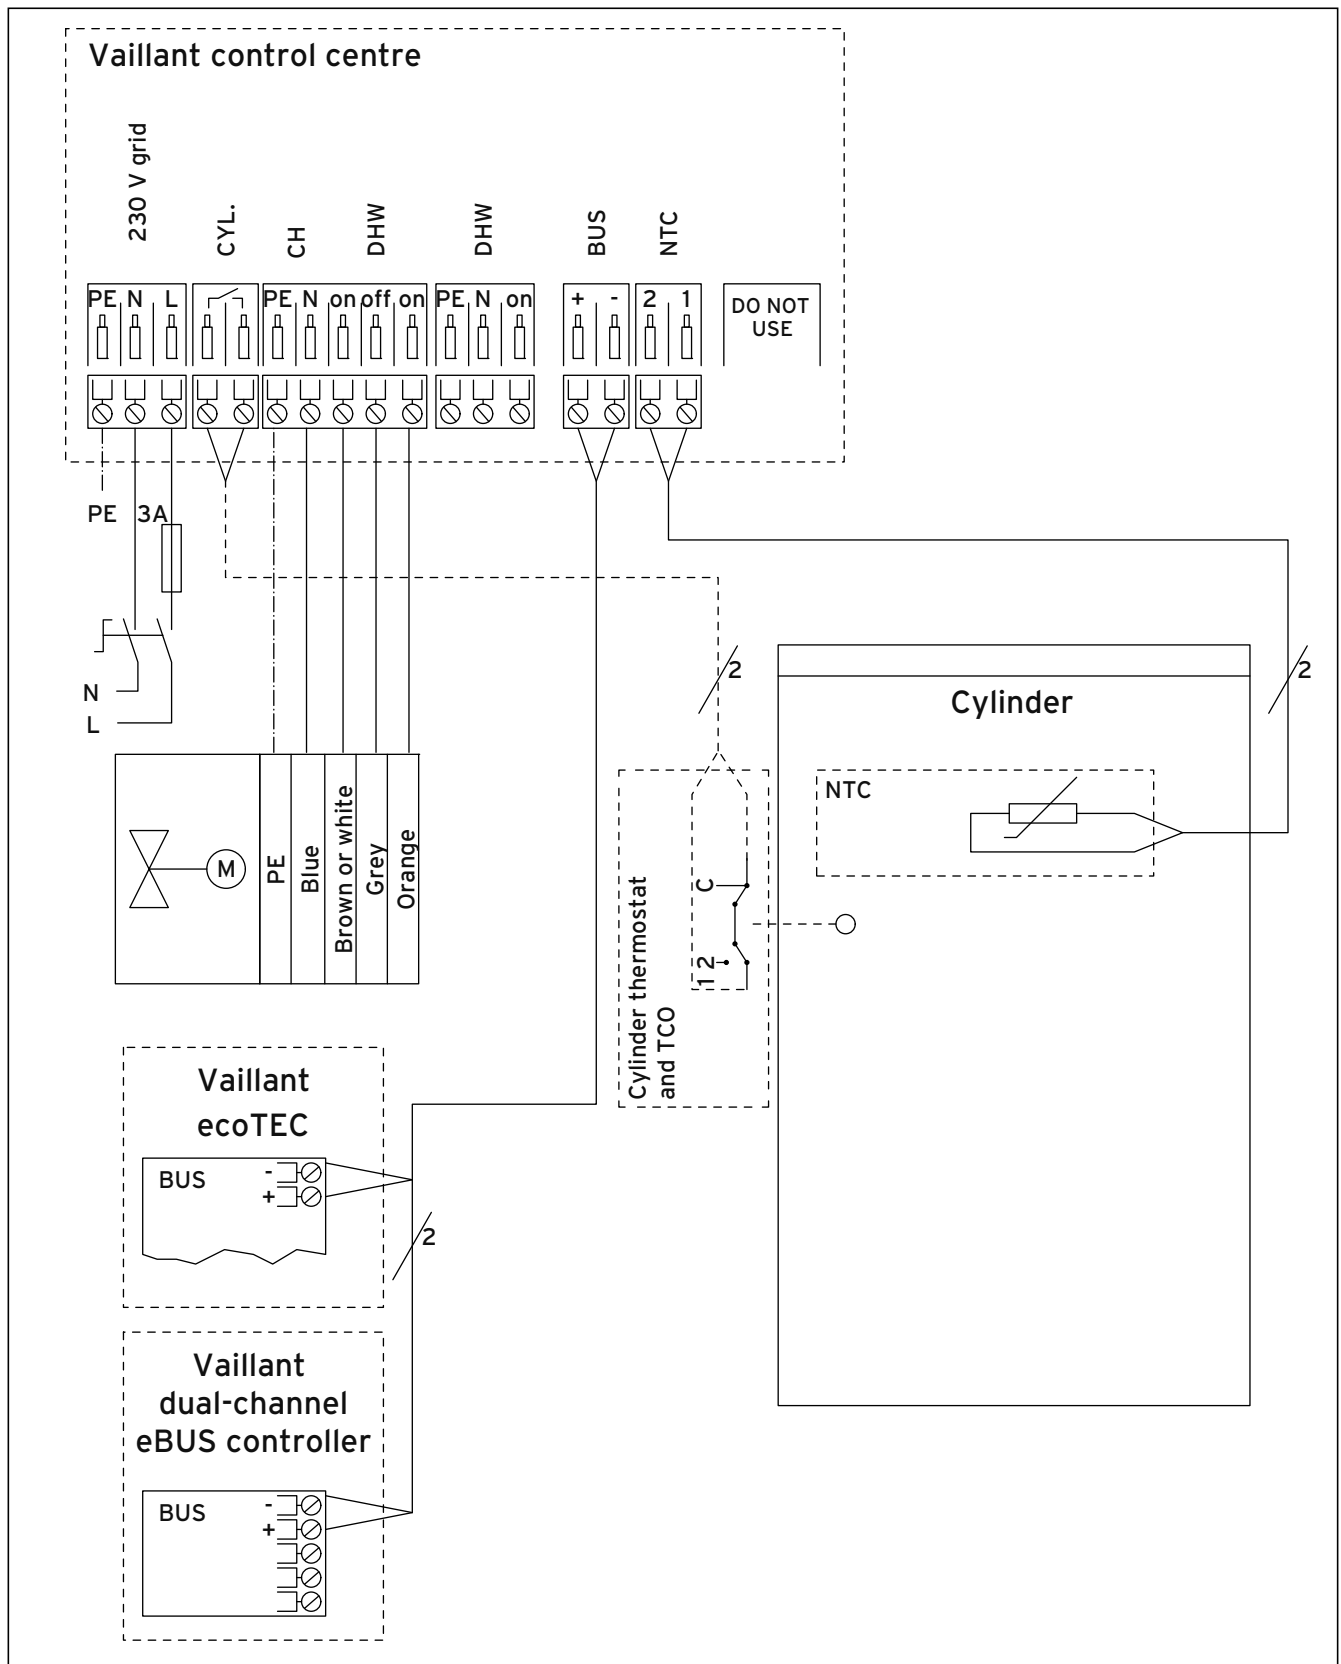 Vaillant control centre
230 V grid
CYL.
CH
DHW
DHW
BUS
NTC
PE N L
PE N on off on
PE N on
+ -
2 1
DO NOT
USE
PE
3A
N
L
2
2
Cylinder
NTC
M
PE
Blue
Brown or white
Grey
Orange
C
2
1
Cylinder thermostat
and TCO
Vaillant
ecoTEC
BUS
-
+
2
Vaillant
dual-channel
eBUS controller
BUS
-
+